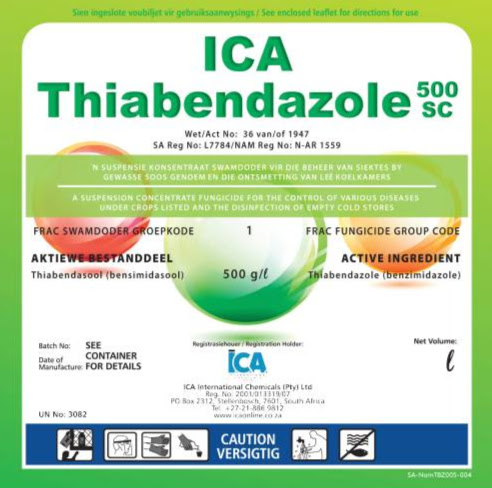 Sien ingeslote voubiljet vir gebruiksaanwysings / See enclosed leaflet for directions for use
ICA
Thiabendazole 500 SC
Wet/Act No: 36 van/of 1947
SA Reg No: L7784/NAM Reg No: N-AR 1559
'N SUSPENSIE KONSENTRAAT SWAMDODER VIR DIE BEHEER VAN SIEKTES BY
GEWASSE SOOS GENOEM EN DIE ONTSMETTING VAN LEË KOELKAMERS
A SUSPENSION CONCENTRATE FUNGICIDE FOR THE CONTROL OF VARIOUS DISEASES
UNDER CROPS LISTED AND THE DISINFECTION OF EMPTY COLD STORES
FRAC SWAMDODER GROEPKODE 1 FRAC FUNGICIDE GROUP CODE
AKTIEWE BESTANDDEEL ACTIVE INGREDIENT
Thiabendasool (bensimidasool) 500 g/ℓ Thiabendazole (benzimidazole)
Batch No: SEE
Date of CONTAINER
Manufacture: FOR DETAILS
Registrasiehouer / Registration Holder:
ICA
ICA International Chemicals (Pty) Ltd
Reg. No: 2001/013319/07
PO Box 2312, Stellenbosch, 7601, South Africa
Tel: +27-21-886 9812
www.icaonline.co.za
Net Volume:
ℓ
UN No: 3082
CAUTION
VERSIGTIG
SA-NamTBZ005-004